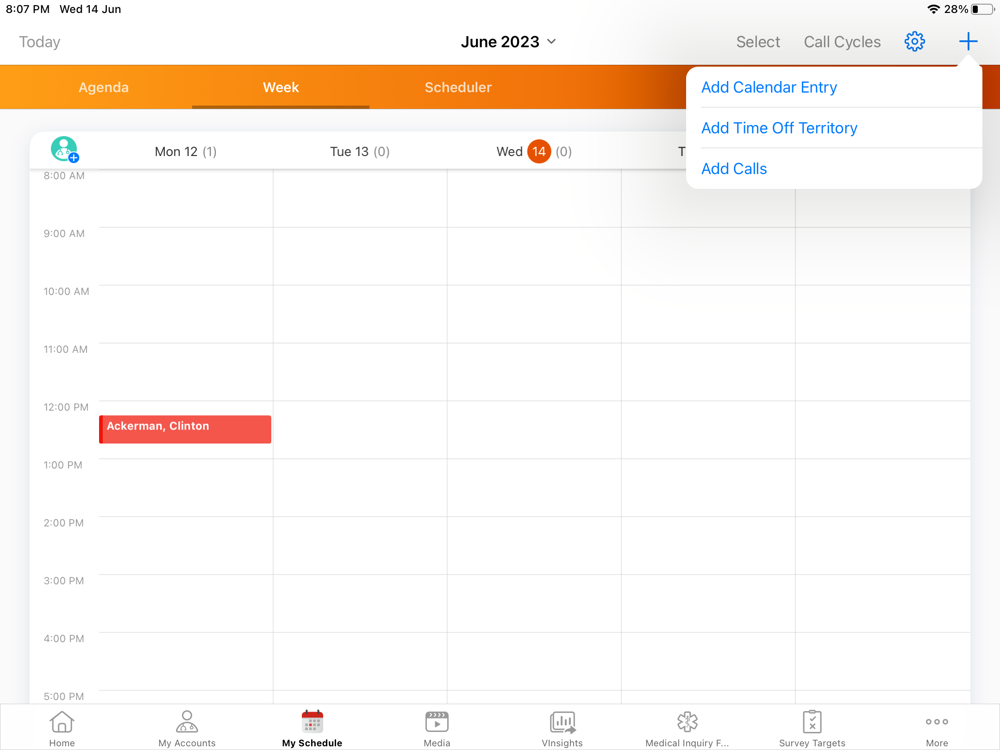 8:07 PM Wed 14 Jun 28%
Today June 2023 Select Call Cycles
Agenda Week Scheduler
Add Calendar Entry
Add Time Off Territory
Add Calls
Mon 12 (1) Tue 13 (0) Wed 14 (0) T
8:00 AM
9:00 AM
10:00 AM
11:00 AM
12:00 PM
Ackerman, Clinton
1:00 PM
2:00 PM
3:00 PM
4:00 PM
5:00 PM
Home My Accounts My Schedule Media VInsights Medical Inquiry F... Survey Targets More